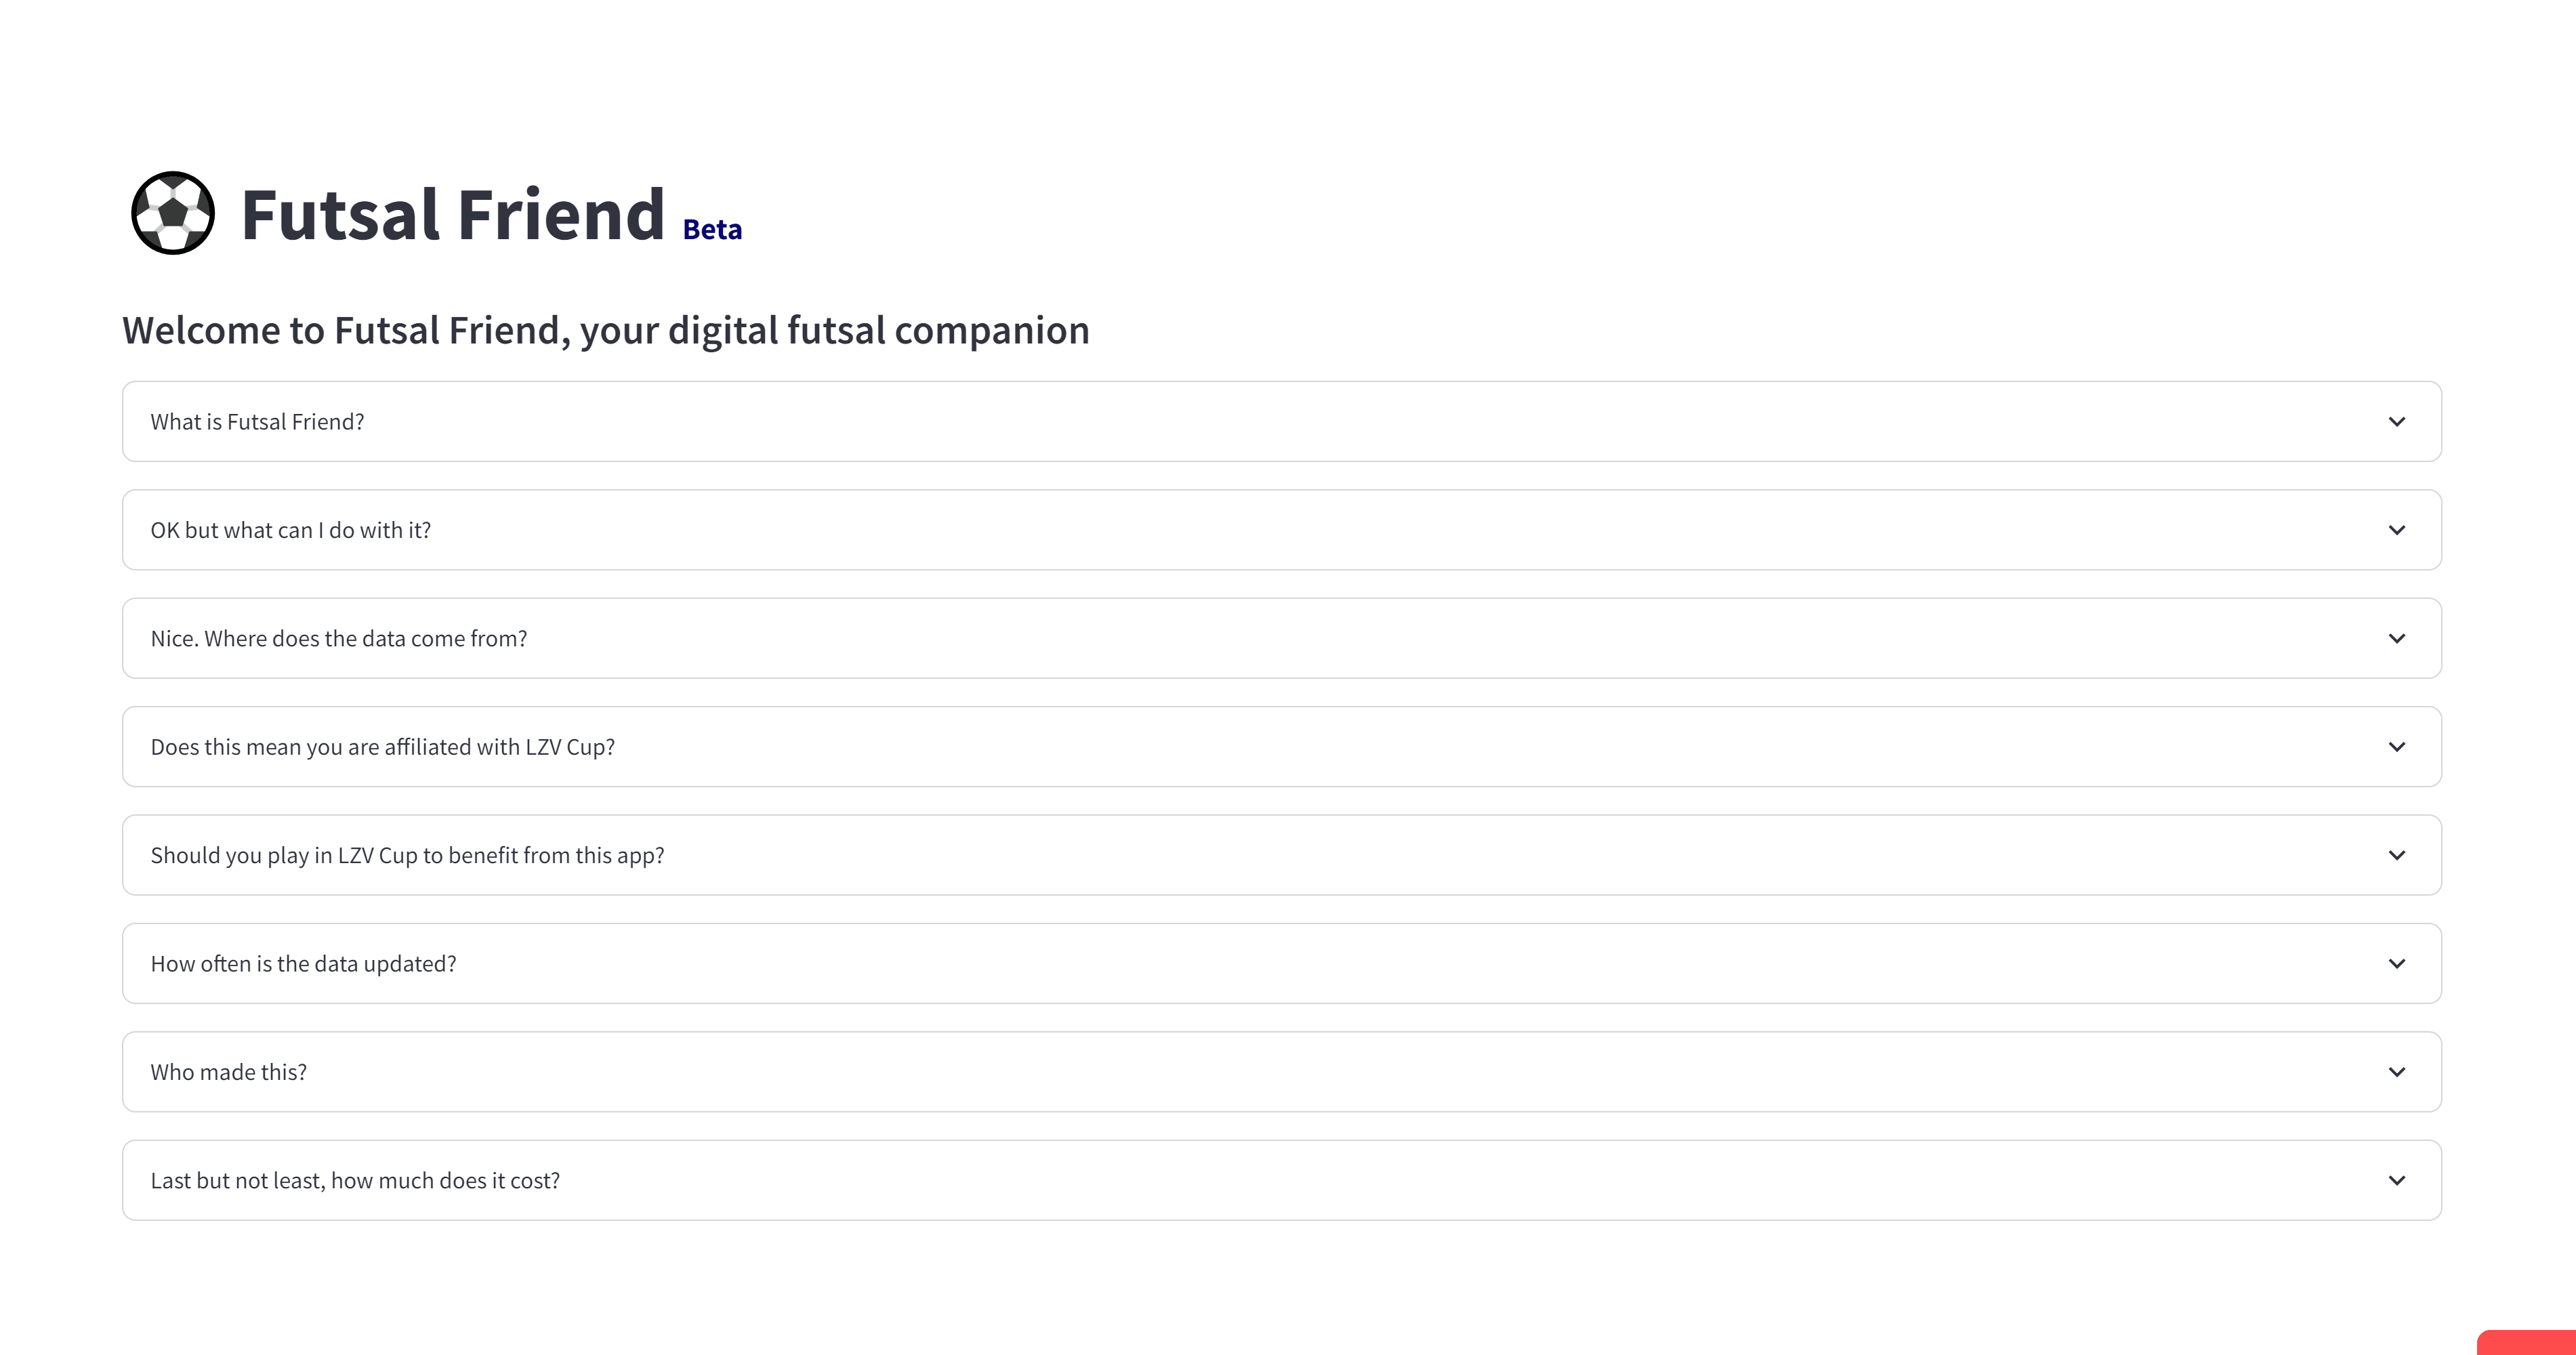 Futsal Friend Beta
Welcome to Futsal Friend, your digital futsal companion
What is Futsal Friend?
OK but what can I do with it?
Nice. Where does the data come from?
Does this mean you are affiliated with LZV Cup?
Should you play in LZV Cup to benefit from this app?
How often is the data updated?
Who made this?
Last but not least, how much does it cost?